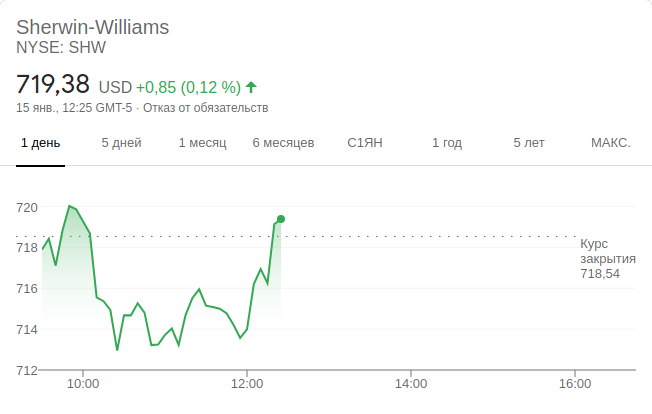 Sherwin-Williams
NYSE: SHW
719,38 USD +0,85 (0,12 %)
15 янв., 12:25 GMT-5 · Отказ от обязательств
1 день 5 дней 1 месяц 6 месяцев С1ЯН 1 год 5 лет МАКС.
720
718
716
714
712
Курс
закрытия
718,54
10:00 12:00 14:00 16:00